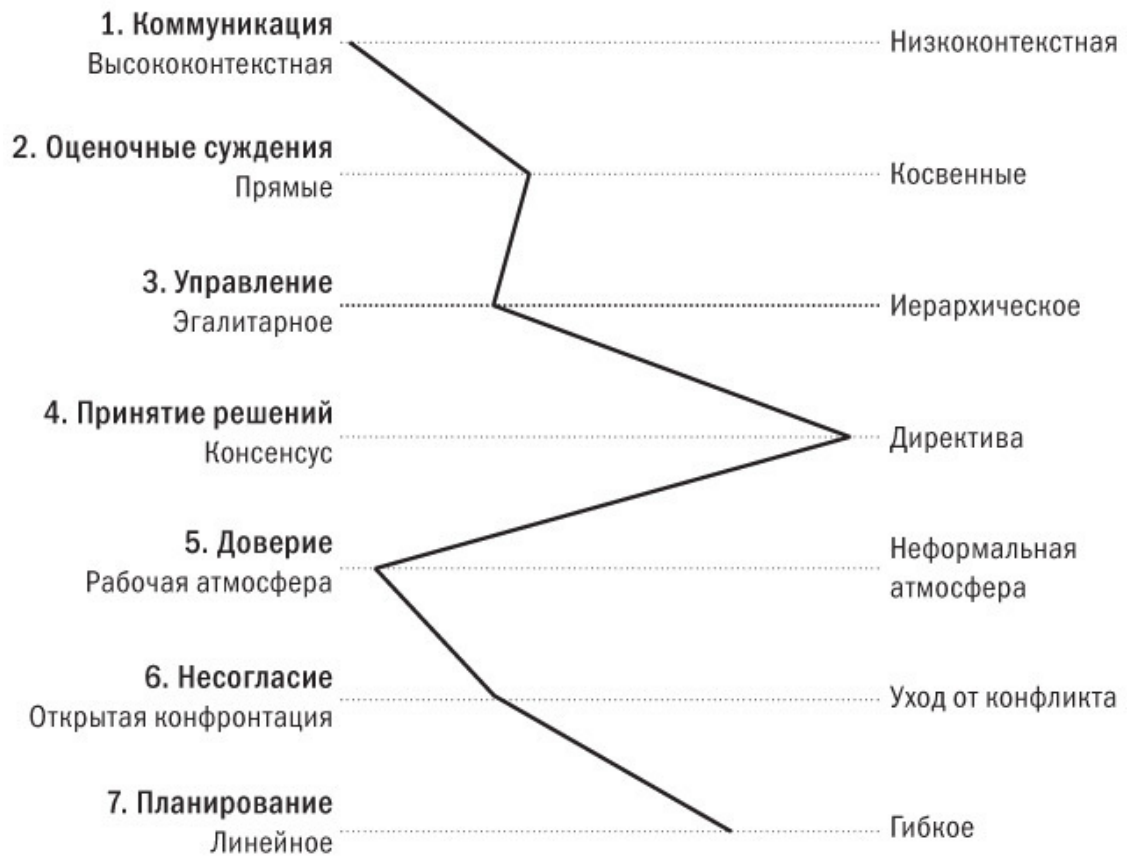 1. Коммуникация
Высококонтекстная
Низкоконтекстная
2. Оценочные суждения
Прямые
Косвенные
3. Управление
Эгалитарное
Иерархическое
4. Принятие решений
Консенсус
Директива
5. Доверие
Рабочая атмосфера
Неформальная
атмосфера
6. Несогласие
Открытая конфронтация
Уход от конфликта
7. Планирование
Линейное
Гибкое